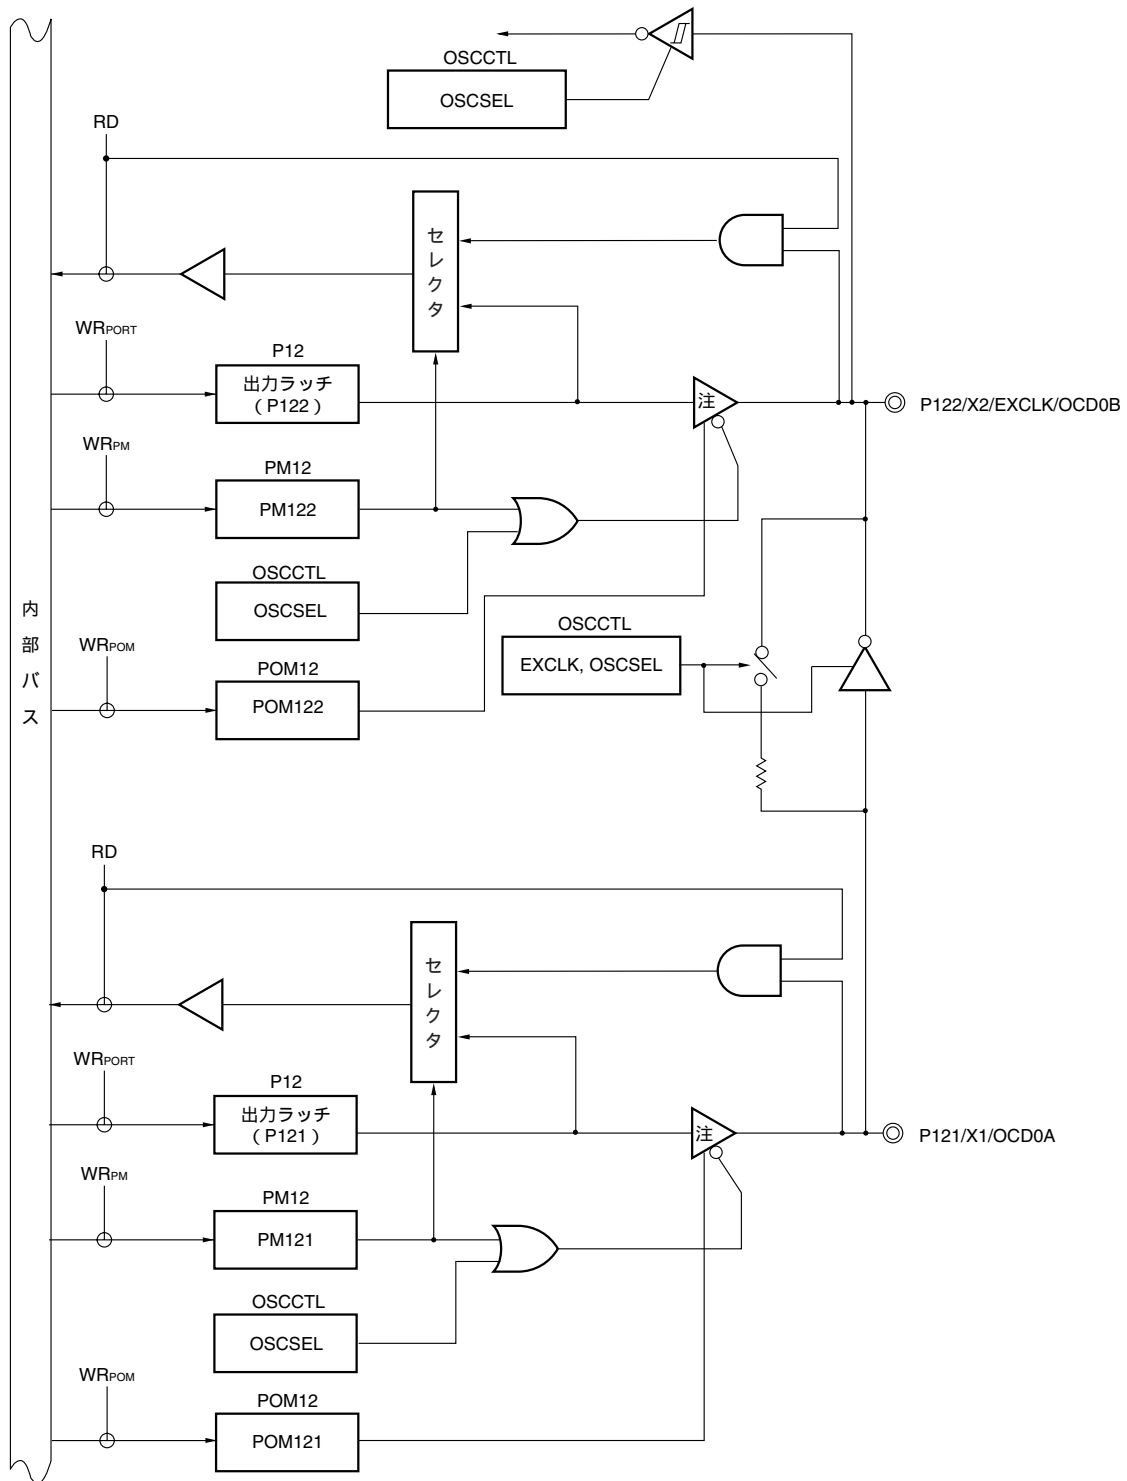 OSCCTL
OSCSEL
RD
セレクタ
WRPORT
P12
出力ラッチ
(P122)
注
P122/X2/EXCLK/OCD0B
WRPM
PM12
PM122
OSCCTL
OSCSEL
内部バス
WRPOM
POM12
POM122
OSCCTL
EXCLK, OSCSEL
RD
セレクタ
WRPORT
P12
出力ラッチ
(P121)
注
P121/X1/OCD0A
WRPM
PM12
PM121
OSCCTL
OSCSEL
WRPOM
POM12
POM121